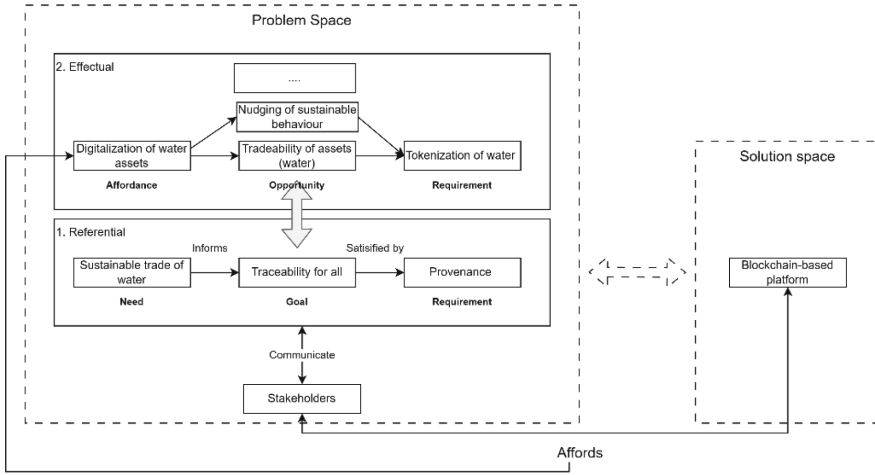 Problem Space
2. Effectual
....
Nudging of sustainable
behaviour
Digitalization of water
assets
Tradeability of assets
(water)
Tokenization of water
Affordance
Opportunity
Requirement
1. Referential
Informs
Satisfied by
Sustainable trade of
water
Traceability for all
Provenance
Need
Goal
Requirement
Communicate
Stakeholders
Solution space
Blockchain-based
platform
Affords